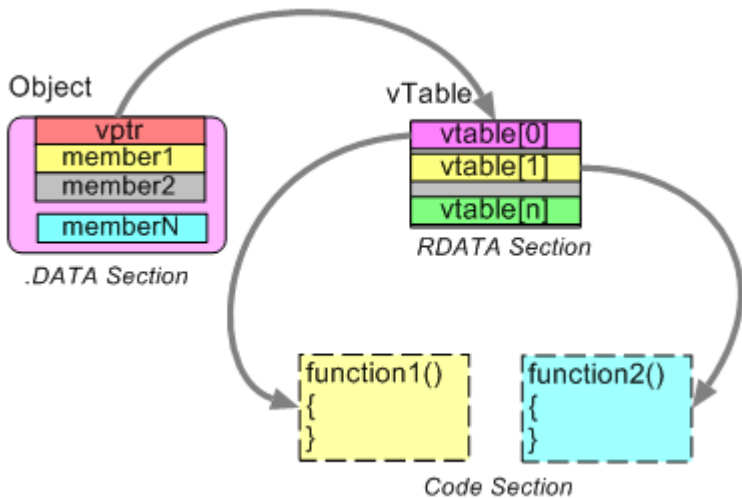 Object
vptr
member1
member2
memberN
.DATA Section
vTable
vtable[0]
vtable[1]
vtable[n]
RDATA Section
function1()
{
}
function2()
{
}
Code Section